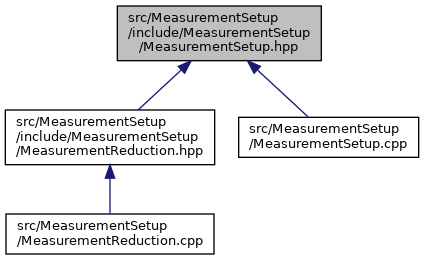 src/MeasurementSetup
/include/MeasurementSetup
/MeasurementSetup.hpp
src/MeasurementSetup
/include/MeasurementSetup
/MeasurementReduction.hpp
src/MeasurementSetup
/MeasurementSetup.cpp
src/MeasurementSetup
/MeasurementReduction.cpp